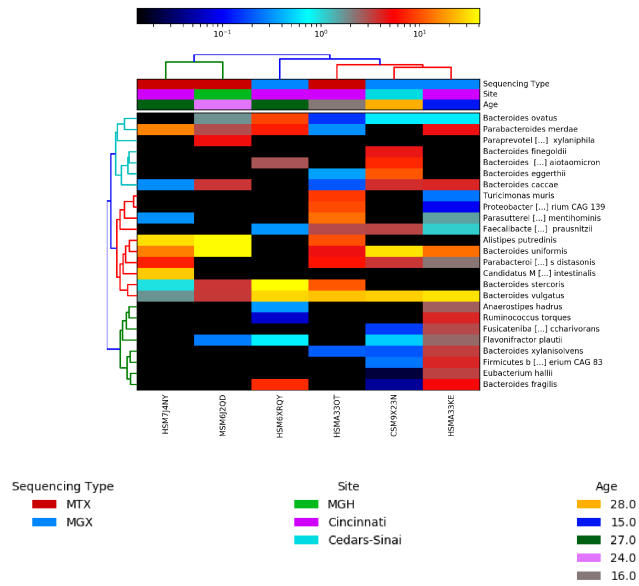 10⁻¹ 10⁰ 10¹
Sequencing Type
Site
Age
Bacteroides ovatus
Parabacteroides merdae
Paraprevotel [...] xylaniphila
Bacteroides finegoldii
Bacteroides [...] aiotaomicron
Bacteroides eggerthii
Bacteroides caccae
Turicimonas muris
Proteobacter [...] rium CAG 139
Parasutterei [...] mentihominis
Faecalibacte [...] prausnitzii
Alistipes putredinis
Bacteroides uniformis
Parabacteroi [...] s distasonis
Candidatus M [...] intestinalis
Bacteroides stercoris
Bacteroides vulgatus
Anaerostipes hadrus
Ruminococcus torques
Fusicateniba [...] ccharivorans
Flavonifractor plautii
Bacteroides xylanisolvens
Firmicutes b [...] erium CAG 83
Eubacterium hallii
Bacteroides fragilis
HSM7J4NY
MSM6J2QD
HSM6XRQY
HSMA33OT
CSM9X23N
HSMA33KE
Sequencing Type
MTX
MGX
Site
MGH
Cincinnati
Cedars-Sinai
Age
28.0
15.0
27.0
24.0
16.0